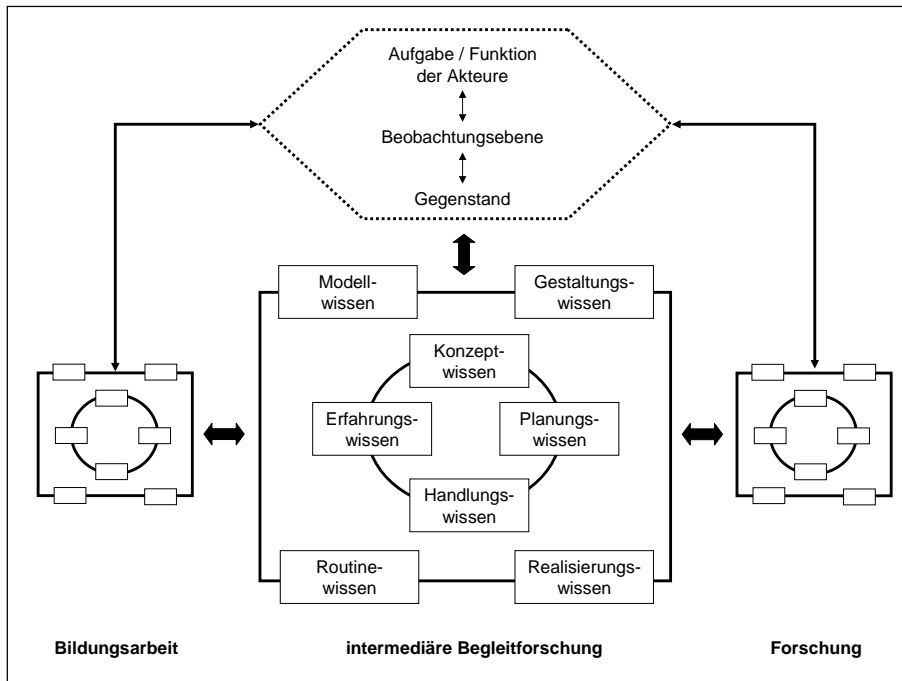 Aufgabe / Funktion
der Akteure
Beobachtungsebene
Gegenstand
Modell-
wissen
Gestaltungs-
wissen
Konzept-
wissen
Erfahrungs-
wissen
Planungs-
wissen
Handlungs-
wissen
Routine-
wissen
Realisierungs-
wissen
Bildungsarbeit
intermediäre Begleitforschung
Forschung